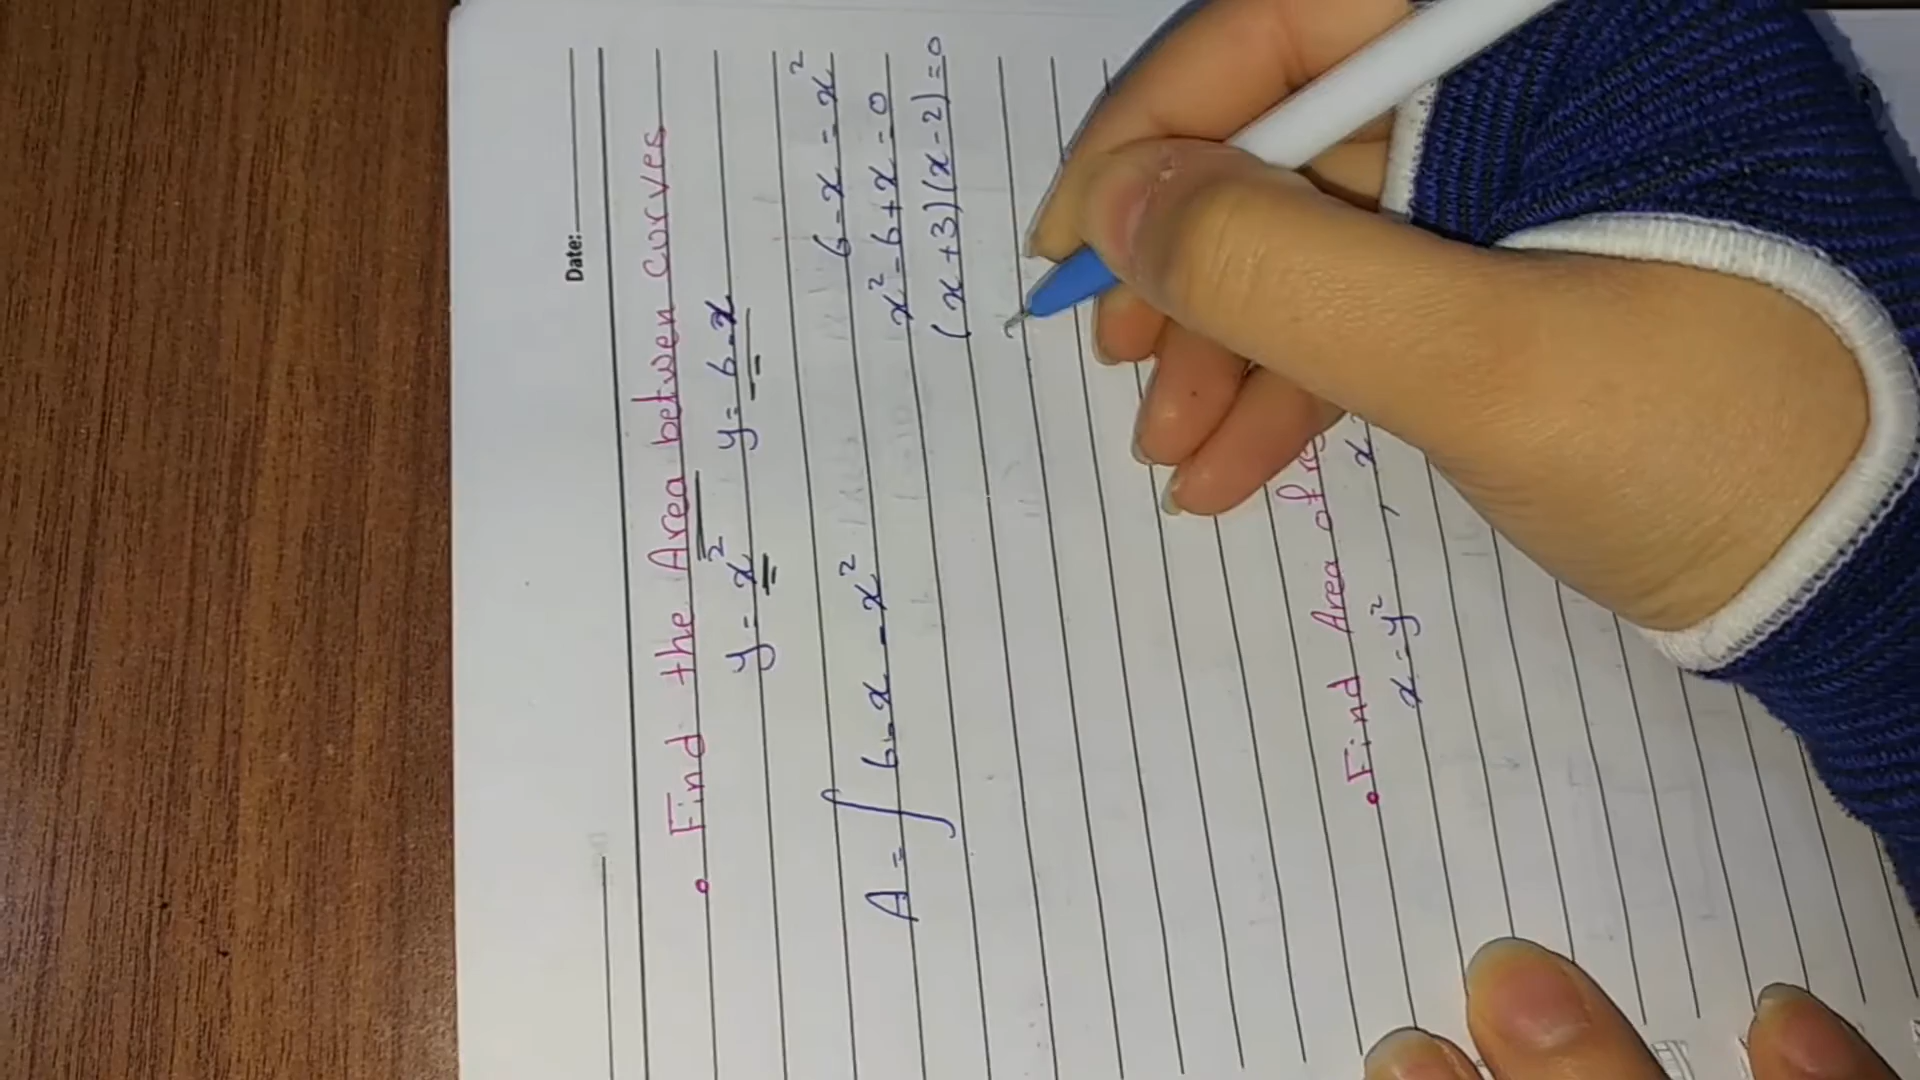 Date:
• Find the Area betwen curves
y = x² y = 6-x
6-x = x²
A = ∫ 6-x - x² x²-6+x=0
(x+3)(x-2)=0
• Find Area of
x = y² , x